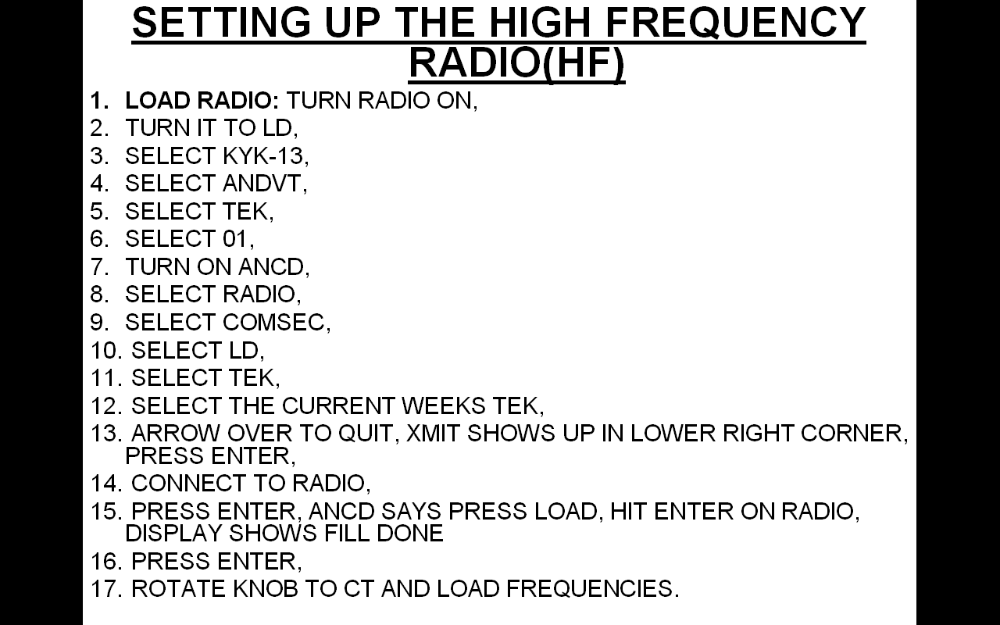 SETTING UP THE HIGH FREQUENCY
RADIO(HF)
1. LOAD RADIO: TURN RADIO ON,
2. TURN IT TO LD,
3. SELECT KYK-13,
4. SELECT ANDVT,
5. SELECT TEK,
6. SELECT 01,
7. TURN ON ANCD,
8. SELECT RADIO,
9. SELECT COMSEC,
10. SELECT LD,
11. SELECT TEK,
12. SELECT THE CURRENT WEEKS TEK,
13. ARROW OVER TO QUIT, XMIT SHOWS UP IN LOWER RIGHT CORNER,
PRESS ENTER,
14. CONNECT TO RADIO,
15. PRESS ENTER, ANCD SAYS PRESS LOAD, HIT ENTER ON RADIO,
DISPLAY SHOWS FILL DONE
16. PRESS ENTER,
17. ROTATE KNOB TO CT AND LOAD FREQUENCIES.